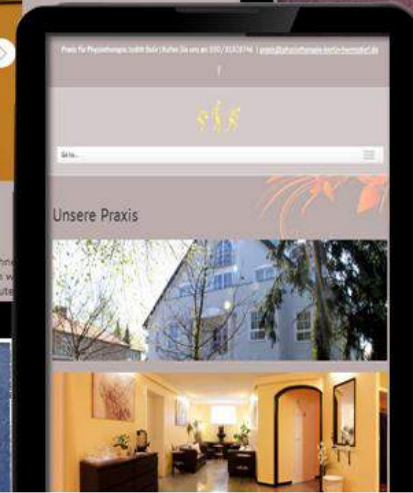 Praxis für Physiotherapie Judith Bohr | Rufen Sie uns an: 030 / 81828746 | praxis@physiotherapie-berlin-hermsdorf.de
f
Go to...
Unsere Praxis